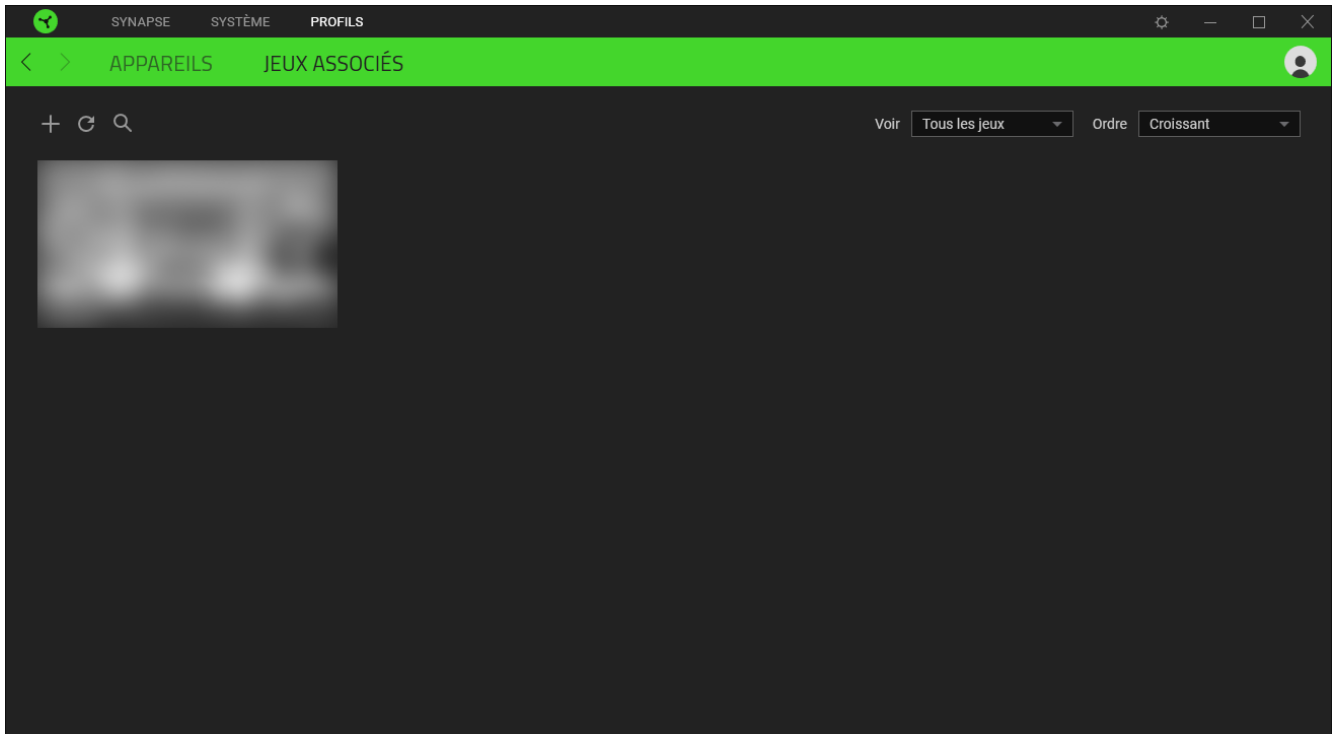 SYNAPSE SYSTÈME PROFILS
APPAREILS JEUX ASSOCIÉS
Voir Tous les jeux Ordre Croissant